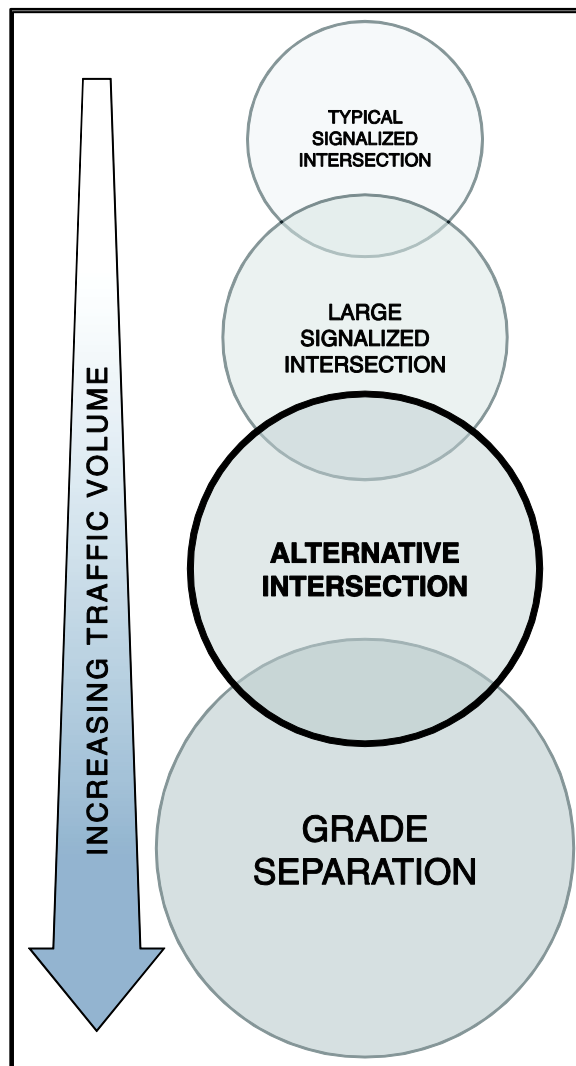 TYPICAL
SIGNALIZED
INTERSECTION
LARGE
SIGNALIZED
INTERSECTION
ALTERNATIVE
INTERSECTION
GRADE
SEPARATION
INCREASING TRAFFIC VOLUME